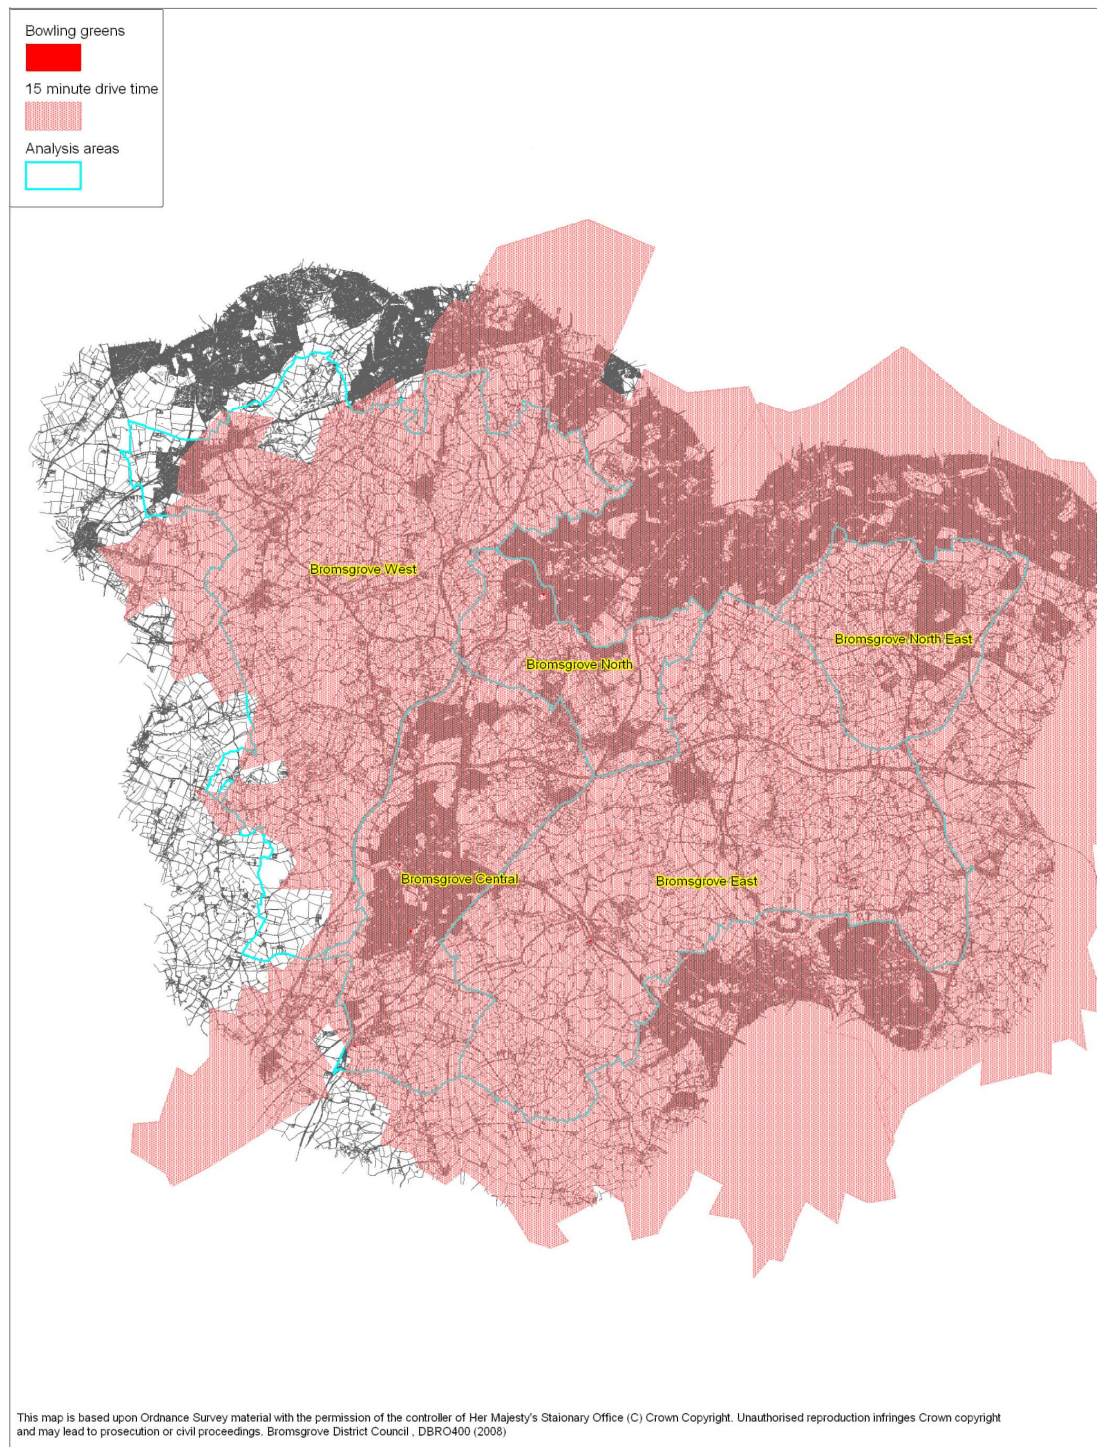 Bowling greens
15 minute drive time
Analysis areas
Bromsgrove West
Bromsgrove North East
Bromsgrove North
Bromsgrove Central
Bromsgrove East
This map is based upon Ordnance Survey material with the permission of the controller of Her Majesty's Staionary Office (C) Crown Copyright. Unauthorised reproduction infringes Crown copyright
and may lead to prosecution or civil proceedings. Bromsgrove District Council , DBRO400 (2008)